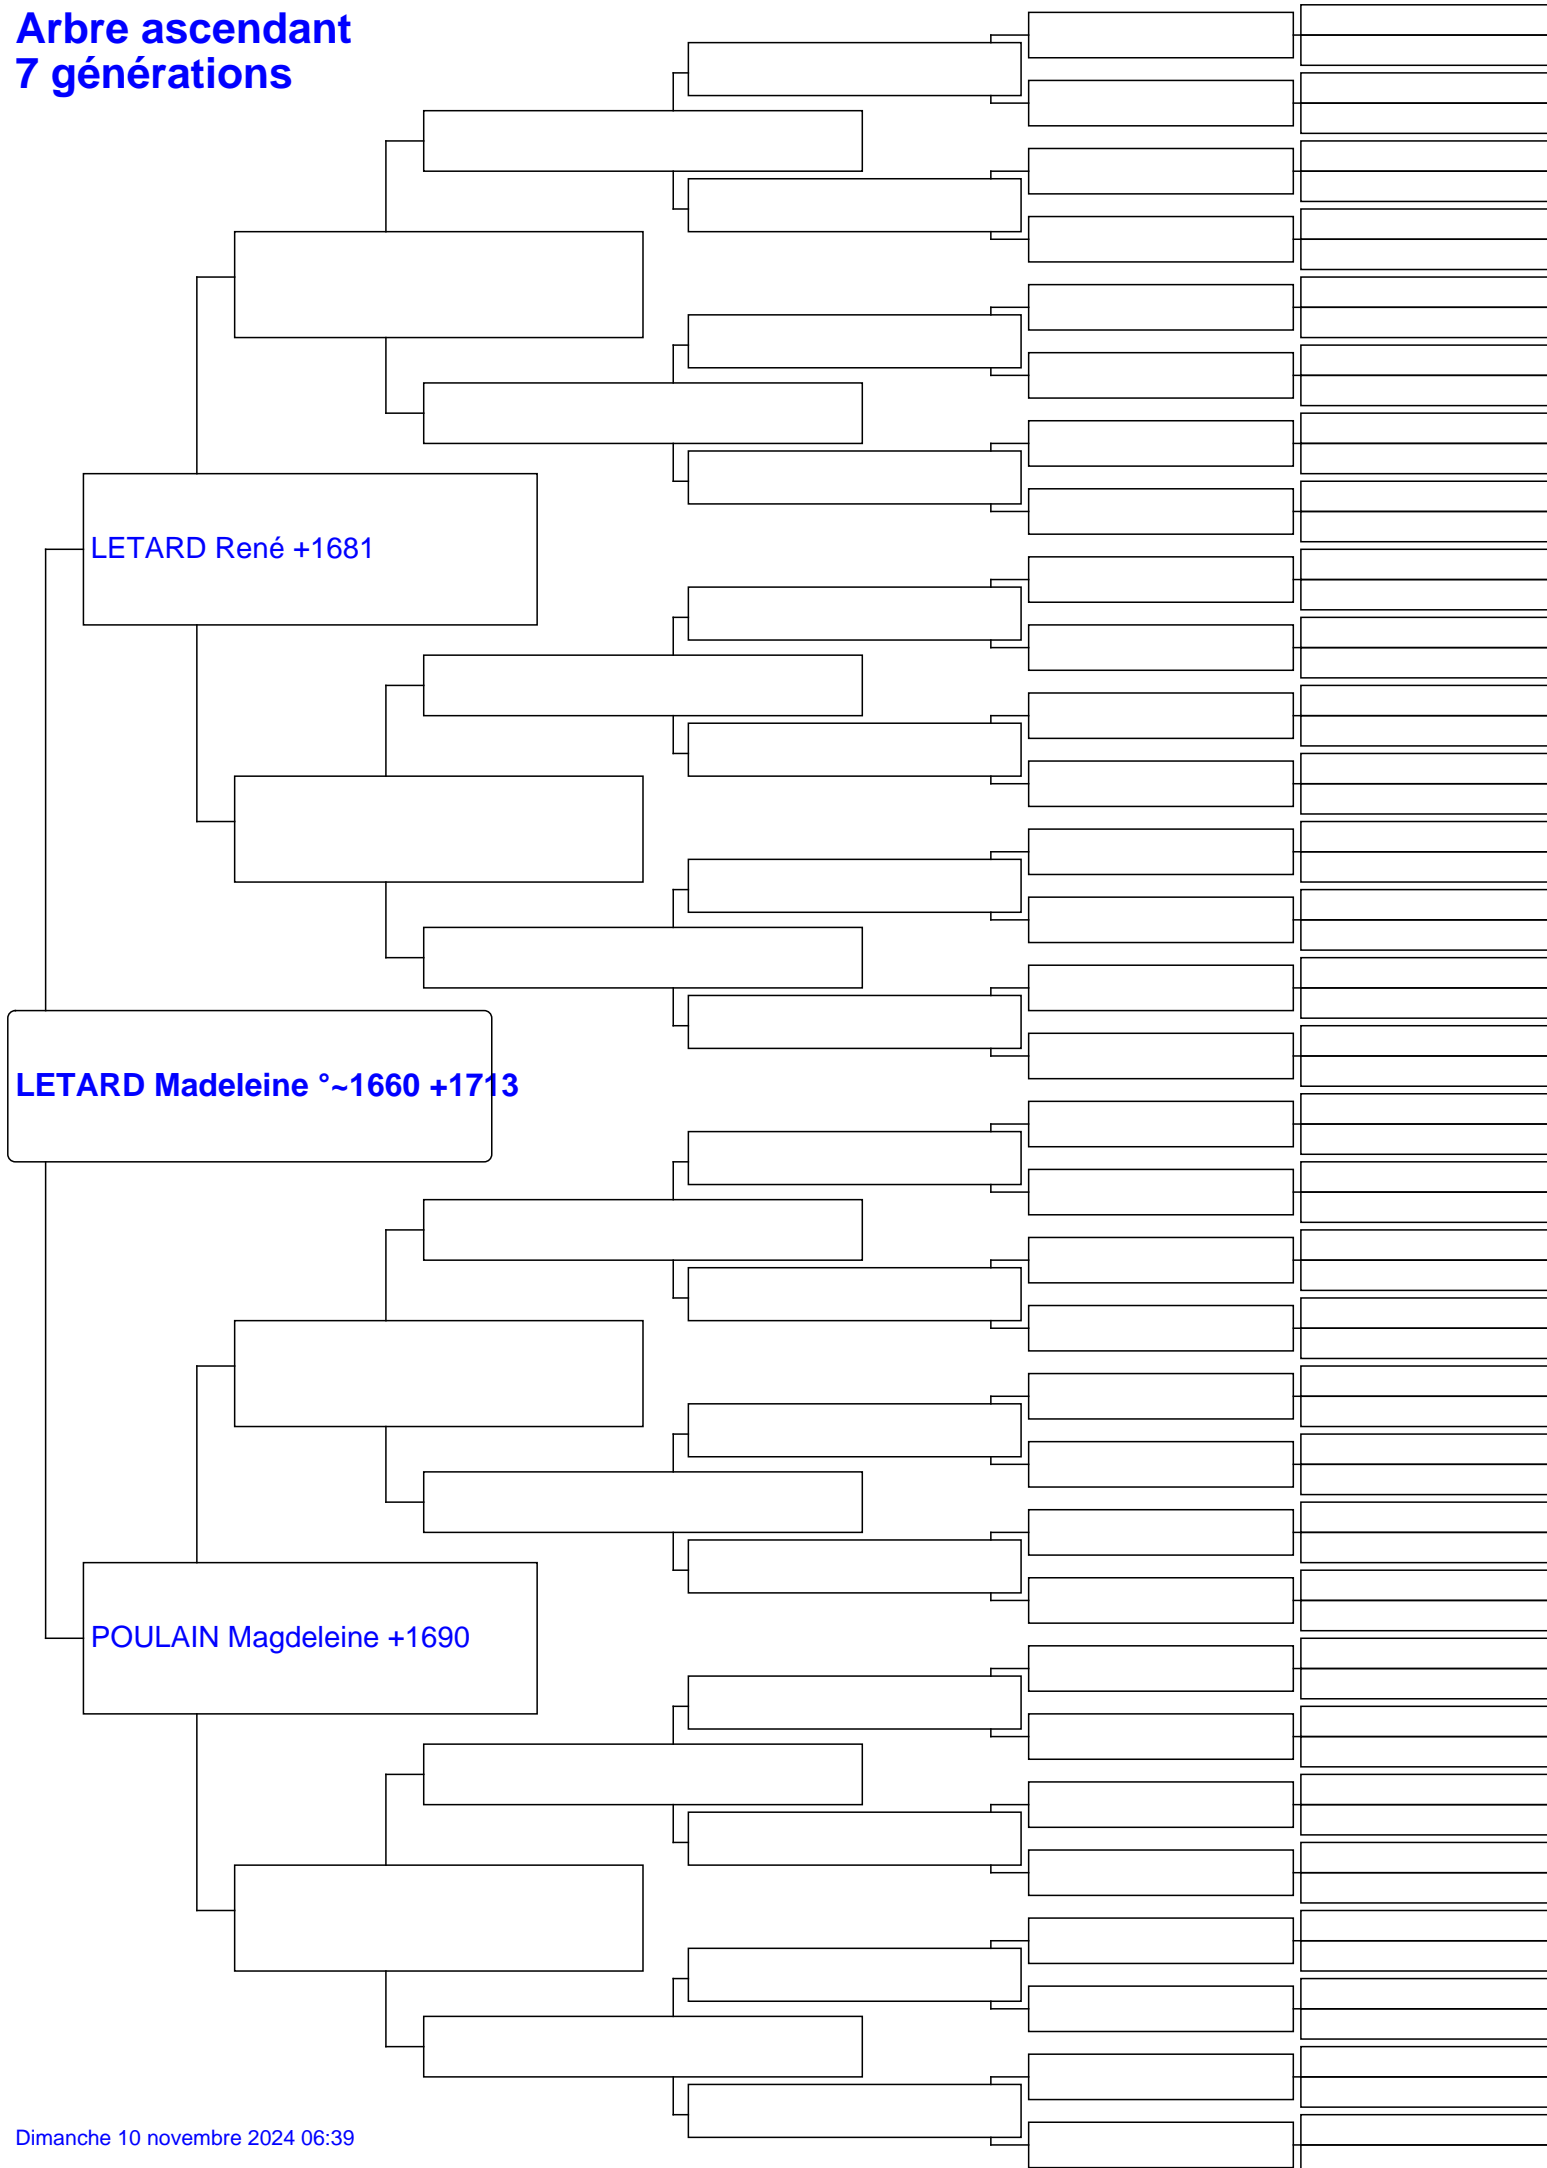 Arbre ascendant
7 générations
LETARD René +1681
LETARD Madeleine °~1660 +1713
POULAIN Magdeleine +1690
Dimanche 10 novembre 2024 06:39